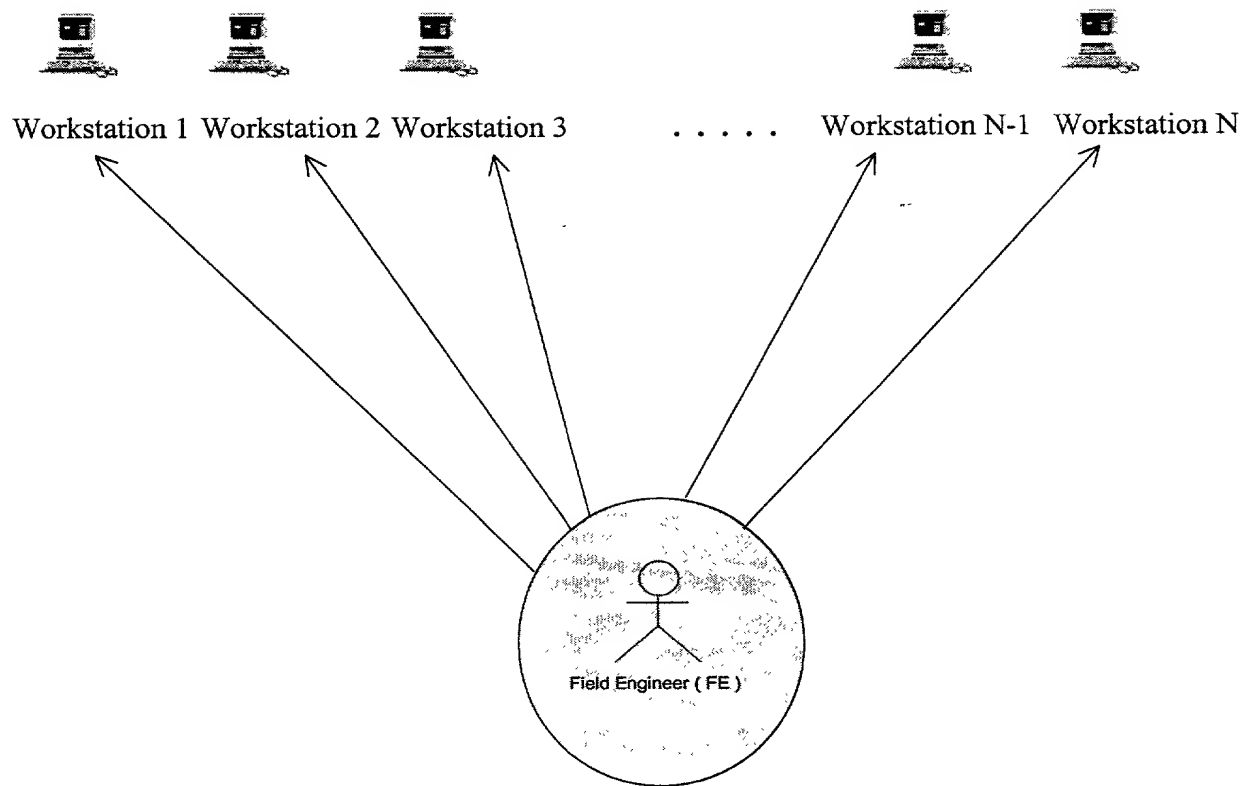 Workstation 1 Workstation 2 Workstation 3 . . . . . Workstation N-1 Workstation N
Field Engineer ( FE )